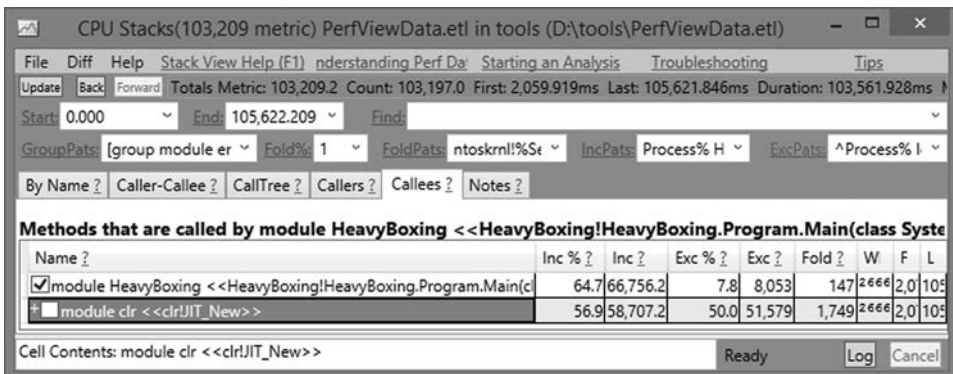 CPU Stacks(103,209 metric) PerfViewData.etl in tools (D:\tools\PerfViewData.etl)
File Diff Help Stack View Help (F1) nderstanding Perf Da Starting an Analysis Troubleshooting Tips
Update Back Forward Totals Metric: 103,209.2 Count: 103,197.0 First: 2,059.919ms Last: 105,621.846ms Duration: 103,561.928ms
Start: 0.000 End: 105,622.209 Find:
GroupPats: [group module er Fold%: 1 FoldPats: ntoskrnl!%Se IncPats: Process% H ExcPats: ^Process% I
By Name ? Caller-Callee ? CallTree ? Callers ? Callees ? Notes ?
Methods that are called by module HeavyBoxing <<HeavyBoxing!HeavyBoxing.Program.Main(class Syste
Name ? Inc % ? Inc ? Exc % ? Exc ? Fold ? W F L
module HeavyBoxing <<HeavyBoxing!HeavyBoxing.Program.Main(cl 64.7 66,756.2 7.8 8,053 147 2666 2,0 105
+ module clr <<clr!JIT_New>> 56.9 58,707.2 50.0 51,579 1,749 2666 2,0 105
Cell Contents: module clr <<clr!JIT_New>> Ready Log Cancel